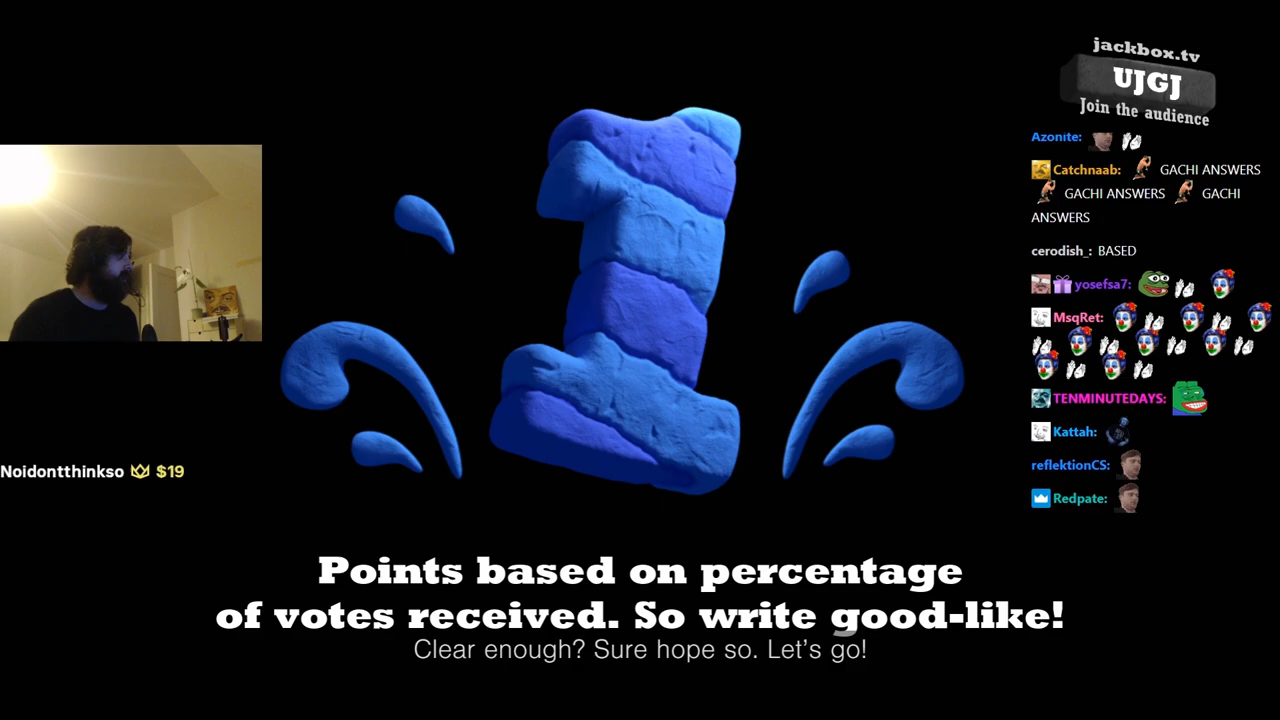 jackbox.tv
UJGJ
Join the audience
Azonite:
Catchnaab: GACHI ANSWERS
GACHI ANSWERS GACHI
ANSWERS
cerodish_: BASED
yosefsa7:
MsqRet:
TENMINUTEDAYS:
Kattah:
reflektionCS:
Redpate:
Noidontthinkso $19
1
Points based on percentage
of votes received. So write good-like!
Clear enough? Sure hope so. Let's go!